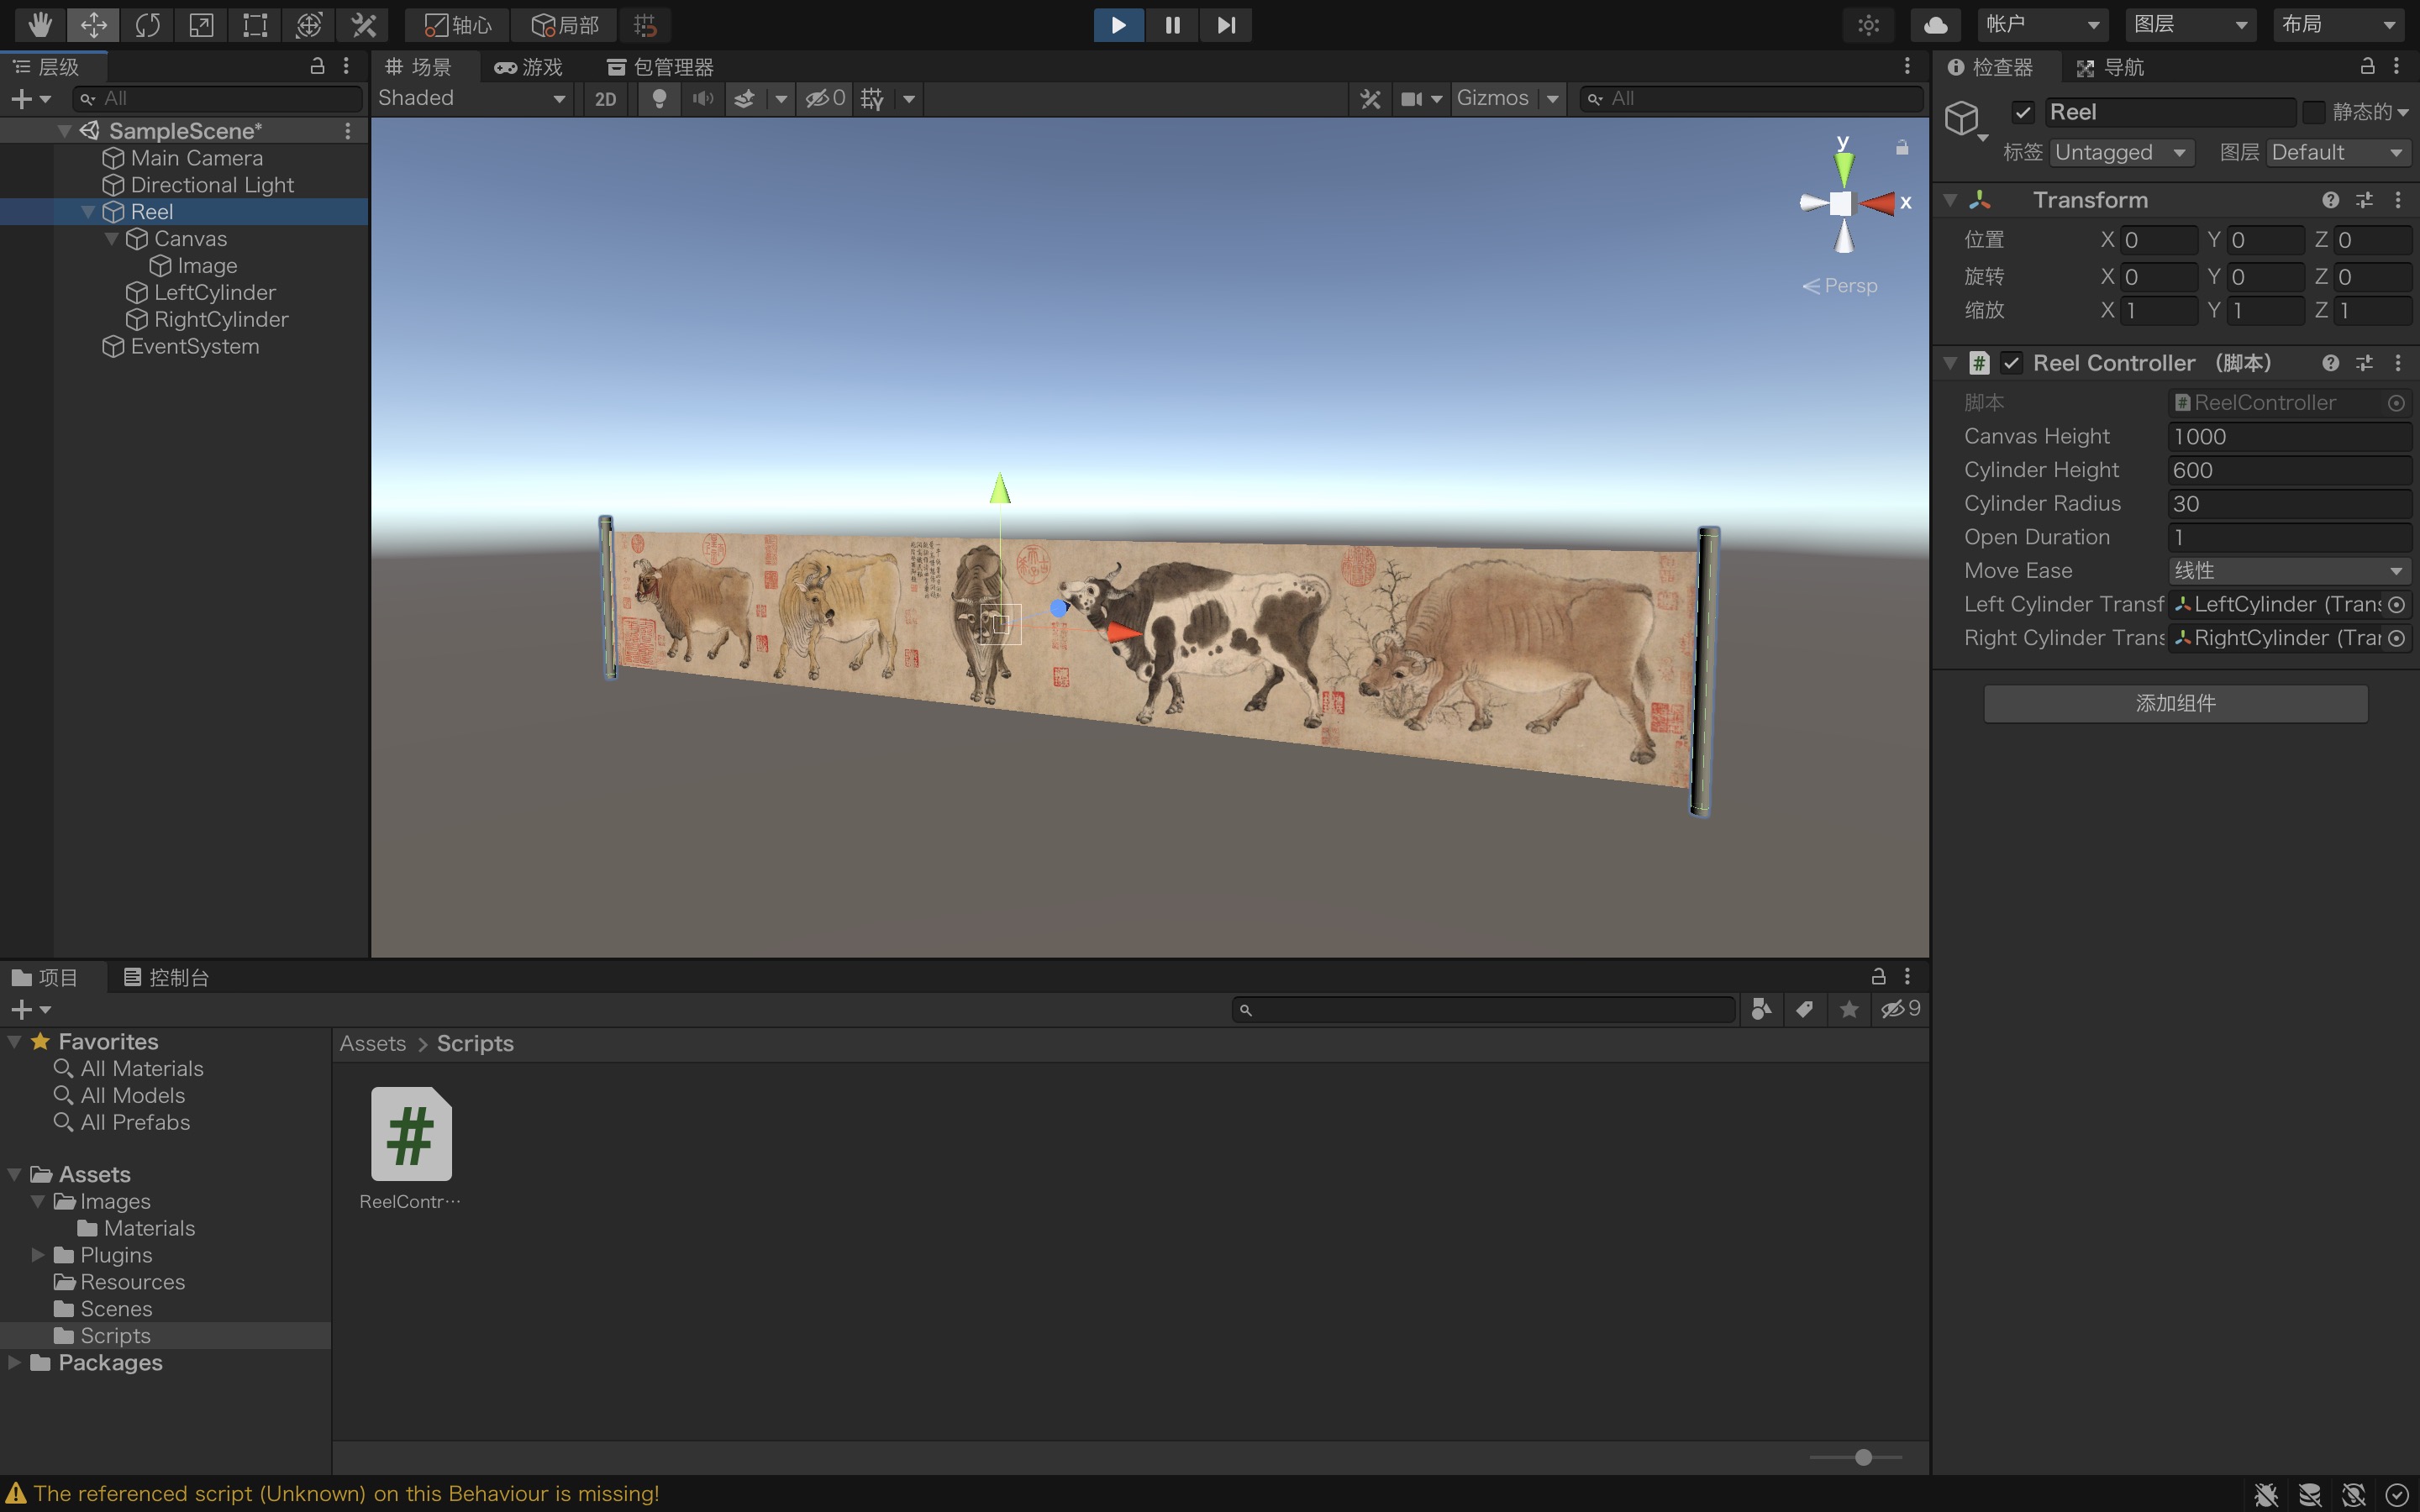 轴心
局部
帐户
图层
布局
层级
All
SampleScene*
Main Camera
Directional Light
Reel
Canvas
Image
LeftCylinder
RightCylinder
EventSystem
场景
游戏
包管理器
Shaded
2D
0
Gizmos
All
y
x
Persp
检查器
导航
Reel
静态的
标签 Untagged
图层 Default
Transform
位置 X 0 Y 0 Z 0
旋转 X 0 Y 0 Z 0
缩放 X 1 Y 1 Z 1
# Reel Controller （脚本）
脚本 ReelController
Canvas Height 1000
Cylinder Height 600
Cylinder Radius 30
Open Duration 1
Move Ease 线性
Left Cylinder Transf LeftCylinder (Trans
Right Cylinder Trans RightCylinder (Trar
添加组件
项目
控制台
9
Favorites
All Materials
All Models
All Prefabs
Assets
Images
Materials
Plugins
Resources
Scenes
Scripts
Packages
Assets > Scripts
#
ReelContr…
The referenced script (Unknown) on this Behaviour is missing!